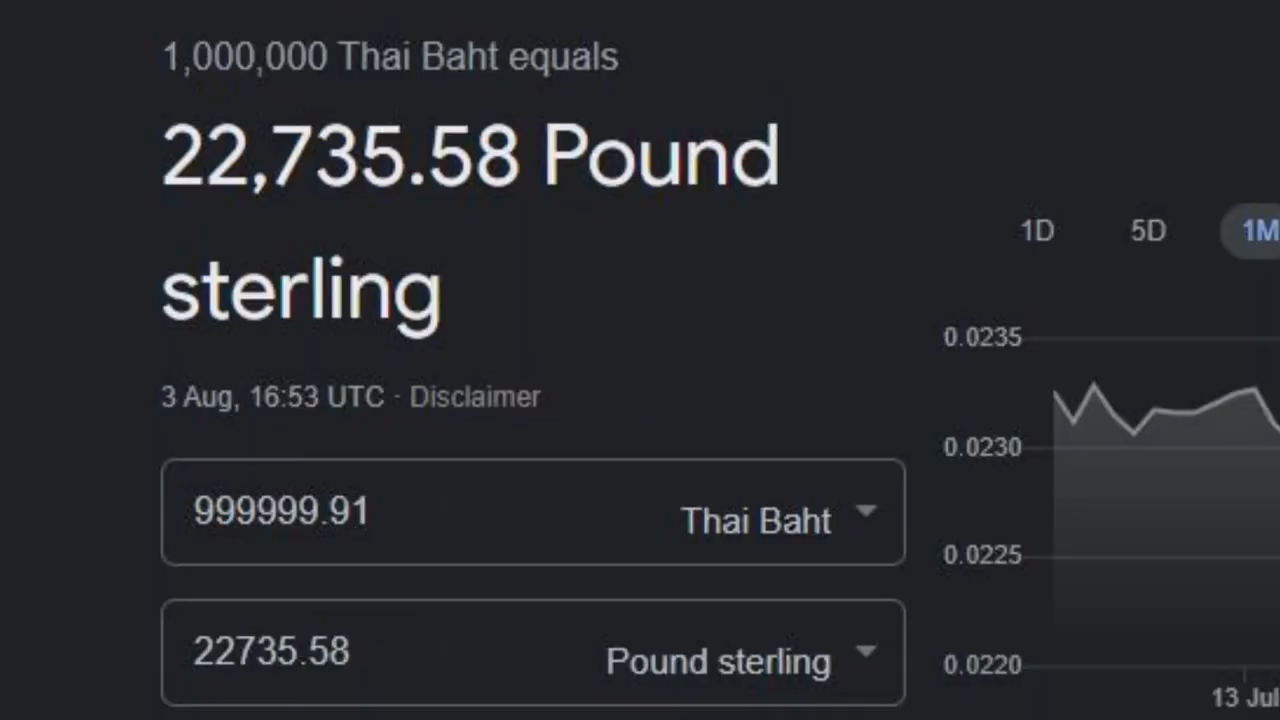 1,000,000 Thai Baht equals
22,735.58 Pound
sterling
3 Aug, 16:53 UTC · Disclaimer
999999.91 Thai Baht
22735.58 Pound sterling
1D 5D 1M
0.0235
0.0230
0.0225
0.0220
13 Jul